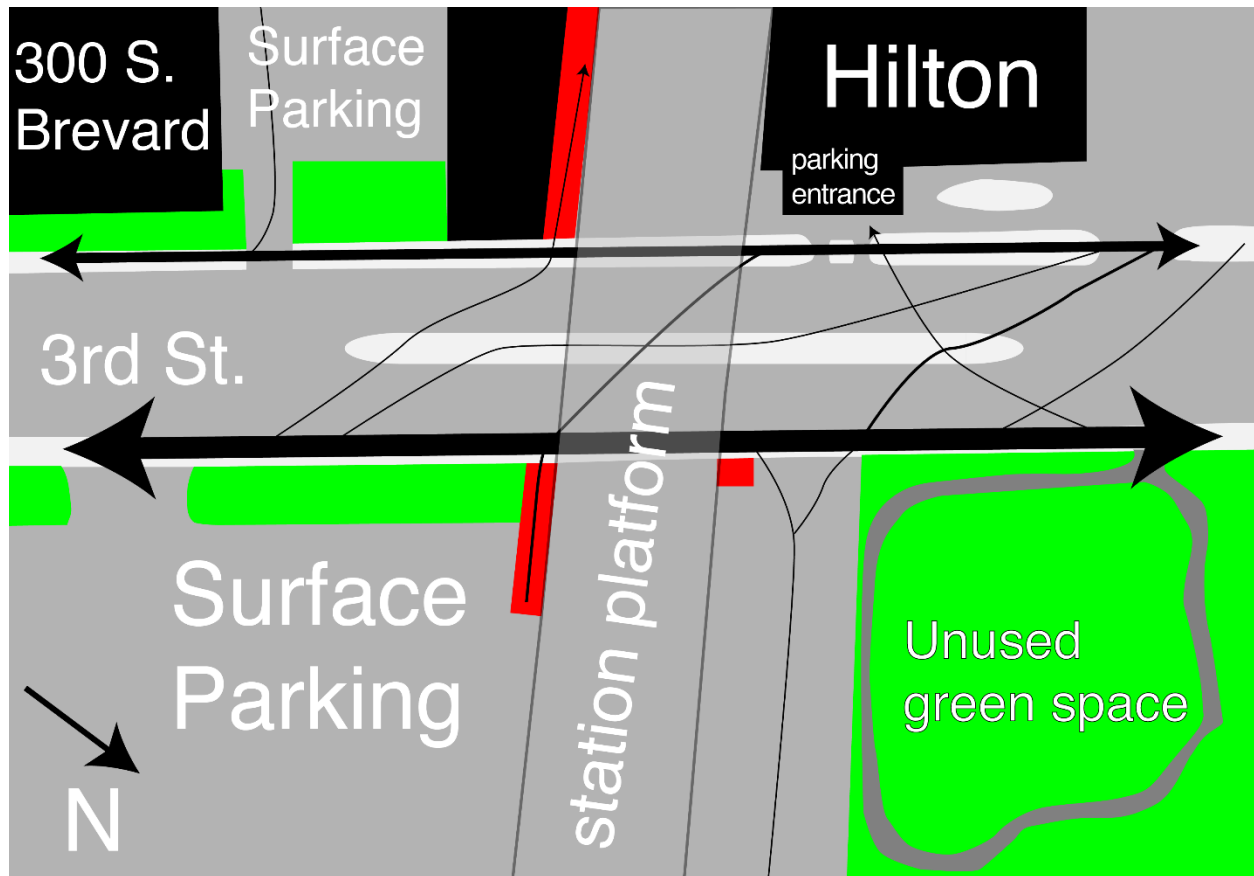 300 S.
Brevard
Surface
Parking
Hilton
parking
entrance
3rd St.
station platform
Surface
Parking
Unused
green space
N